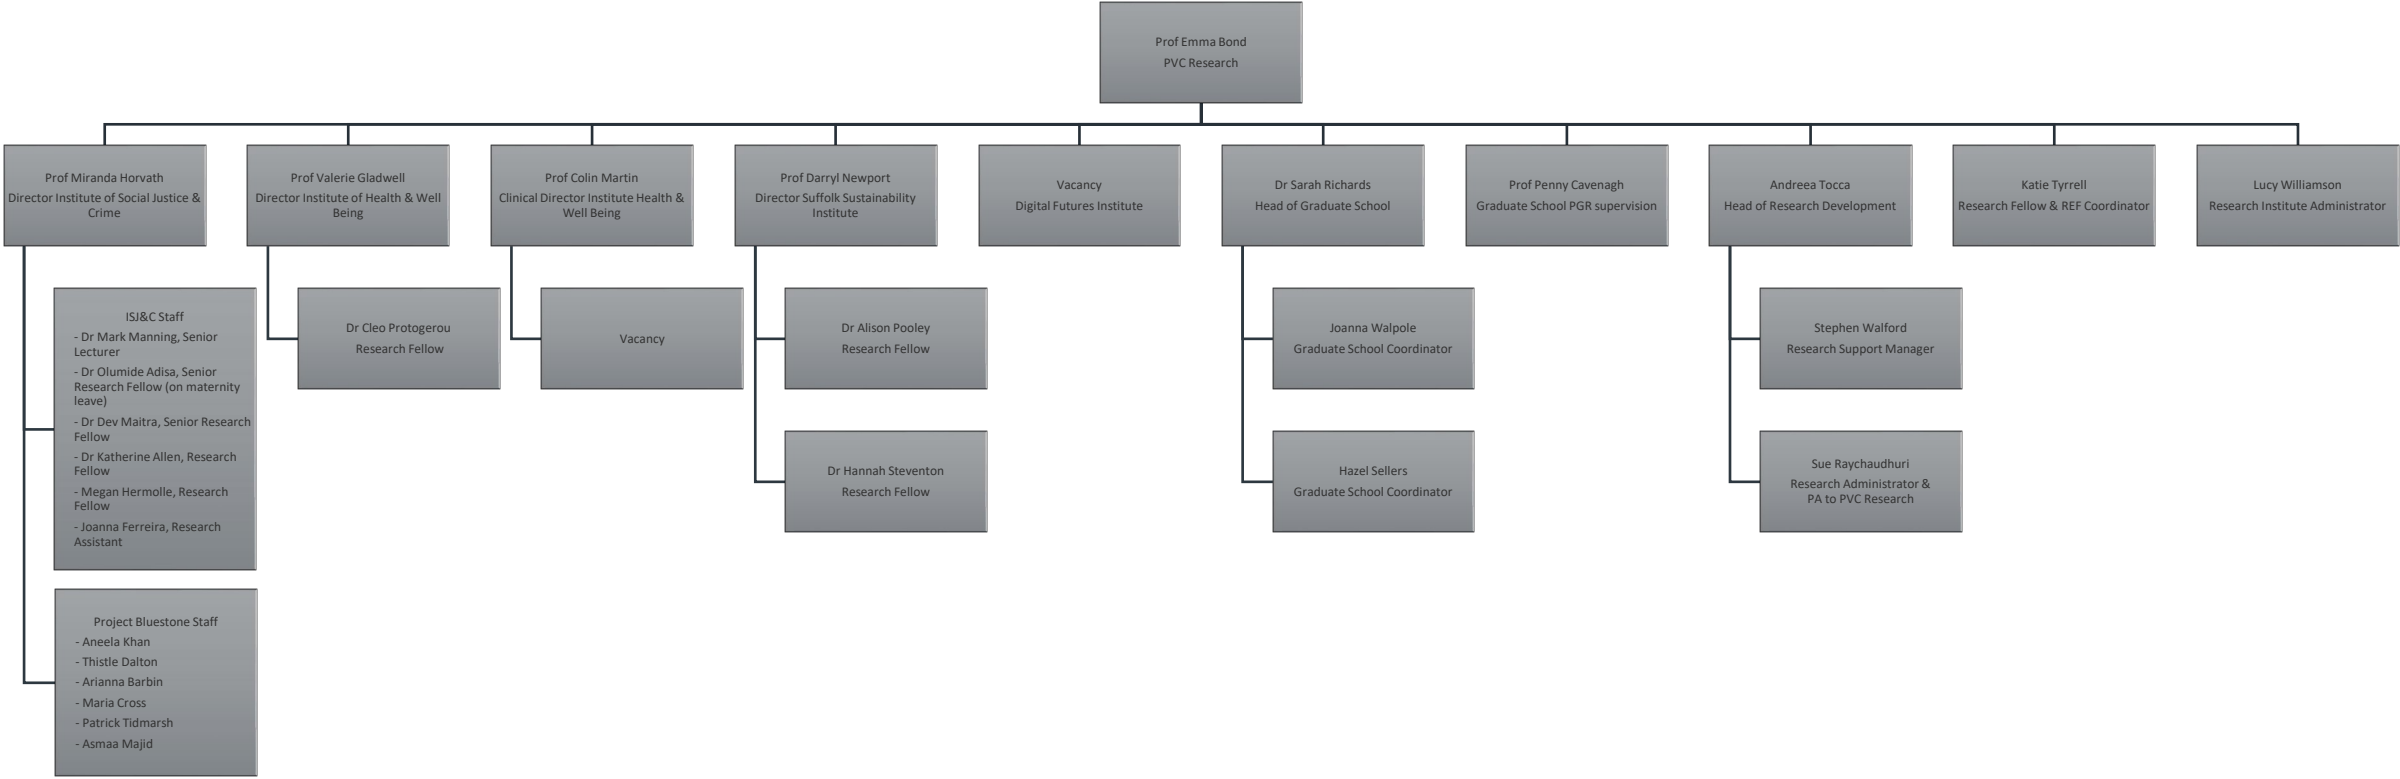 Prof Emma Bond
PVC Research
Prof Miranda Horvath
Director Institute of Social Justice &
Crime
Prof Valerie Gladwell
Director Institute of Health & Well
Being
Prof Colin Martin
Clinical Director Institute Health &
Well Being
Prof Darryl Newport
Director Suffolk Sustainability
Institute
Vacancy
Digital Futures Institute
Dr Sarah Richards
Head of Graduate School
Prof Penny Cavenagh
Graduate School PGR supervision
Andreea Tocca
Head of Research Development
Katie Tyrrell
Research Fellow & REF Coordinator
Lucy Williamson
Research Institute Administrator
ISJ&C Staff
- Dr Mark Manning, Senior
Lecturer
- Dr Olumide Adisa, Senior
Research Fellow (on maternity
leave)
- Dr Dev Maitra, Senior Research
Fellow
- Dr Katherine Allen, Research
Fellow
- Megan Hermolle, Research
Fellow
- Joanna Ferreira, Research
Assistant
Project Bluestone Staff
- Aneela Khan
- Thistle Dalton
- Arianna Barbin
- Maria Cross
- Patrick Tidmarsh
- Asmaa Majid
Dr Cleo Protogerou
Research Fellow
Vacancy
Dr Alison Pooley
Research Fellow
Dr Hannah Steventon
Research Fellow
Joanna Walpole
Graduate School Coordinator
Hazel Sellers
Graduate School Coordinator
Stephen Walford
Research Support Manager
Sue Raychaudhuri
Research Administrator &
PA to PVC Research